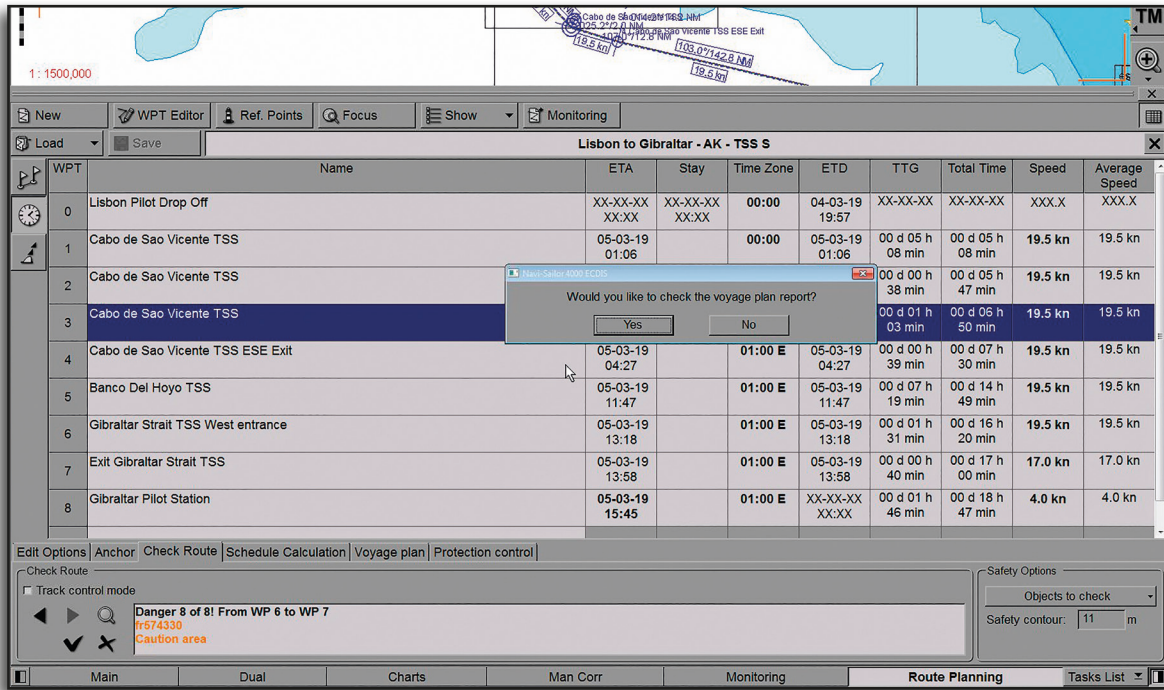 Cabo de
TM
Cabo de Sao Vicente TSS ESE Exit
19.5 kn
103.0°/142.8 NM
19.5 kn
1 : 1500,000
New WPT Editor Ref. Points Focus Show Monitoring
Load Save Lisbon to Gibraltar - AK - TSS S
WPT Name ETA Stay Time Zone ETD TTG Total Time Speed Average Speed
0 Lisbon Pilot Drop Off XX-XX-XX XX:XX XX-XX-XX XX:XX 00:00 04-03-19 19:57 XX-XX-XX XX-XX-XX XXX.X XXX.X
1 Cabo de Sao Vicente TSS 05-03-19 01:06 00:00 05-03-19 01:06 00 d 05 h 08 min 00 d 05 h 08 min 19.5 kn 19.5 kn
2 Cabo de Sao Vicente TSS 00 d 00 h 38 min 00 d 05 h 47 min 19.5 kn 19.5 kn
Navi-Sailor 4000 ECDIS
Would you like to check the voyage plan report?
Yes No
3 Cabo de Sao Vicente TSS 00 d 01 h 03 min 00 d 06 h 50 min 19.5 kn 19.5 kn
4 Cabo de Sao Vicente TSS ESE Exit 05-03-19 04:27 01:00 E 05-03-19 04:27 00 d 00 h 39 min 00 d 07 h 30 min 19.5 kn 19.5 kn
5 Banco Del Hoyo TSS 05-03-19 11:47 01:00 E 05-03-19 11:47 00 d 07 h 19 min 00 d 14 h 49 min 19.5 kn 19.5 kn
6 Gibraltar Strait TSS West entrance 05-03-19 13:18 01:00 E 05-03-19 13:18 00 d 01 h 31 min 00 d 16 h 20 min 19.5 kn 19.5 kn
7 Exit Gibraltar Strait TSS 05-03-19 13:58 01:00 E 05-03-19 13:58 00 d 00 h 40 min 00 d 17 h 00 min 17.0 kn 17.0 kn
8 Gibraltar Pilot Station 05-03-19 15:45 01:00 E XX-XX-XX XX:XX 00 d 01 h 46 min 00 d 18 h 47 min 4.0 kn 4.0 kn
Edit Options Anchor Check Route Schedule Calculation Voyage plan Protection control
Check Route
Track control mode
Danger 8 of 8! From WP 6 to WP 7
fr574330
Caution area
Safety Options
Objects to check
Safety contour: 11 m
Main Dual Charts Man Corr Monitoring Route Planning Tasks List